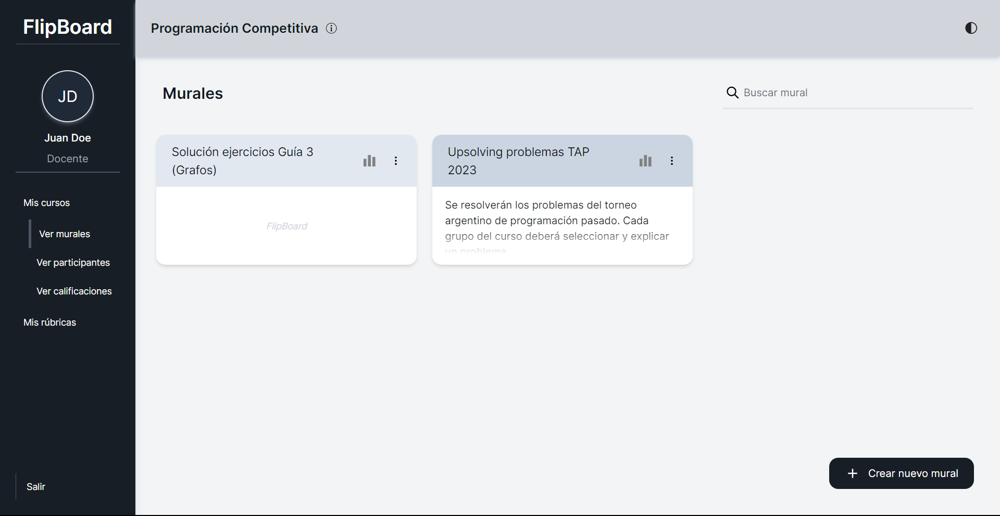 FlipBoard
JD
Juan Doe
Docente
Mis cursos
Ver murales
Ver participantes
Ver calificaciones
Mis rúbricas
Salir
Programación Competitiva
Murales
Buscar mural
Solución ejercicios Guía 3
(Grafos)
FlipBoard
Upsolving problemas TAP
2023
Se resolverán los problemas del torneo
argentino de programación pasado. Cada
grupo del curso deberá seleccionar y explicar
un problema
Crear nuevo mural